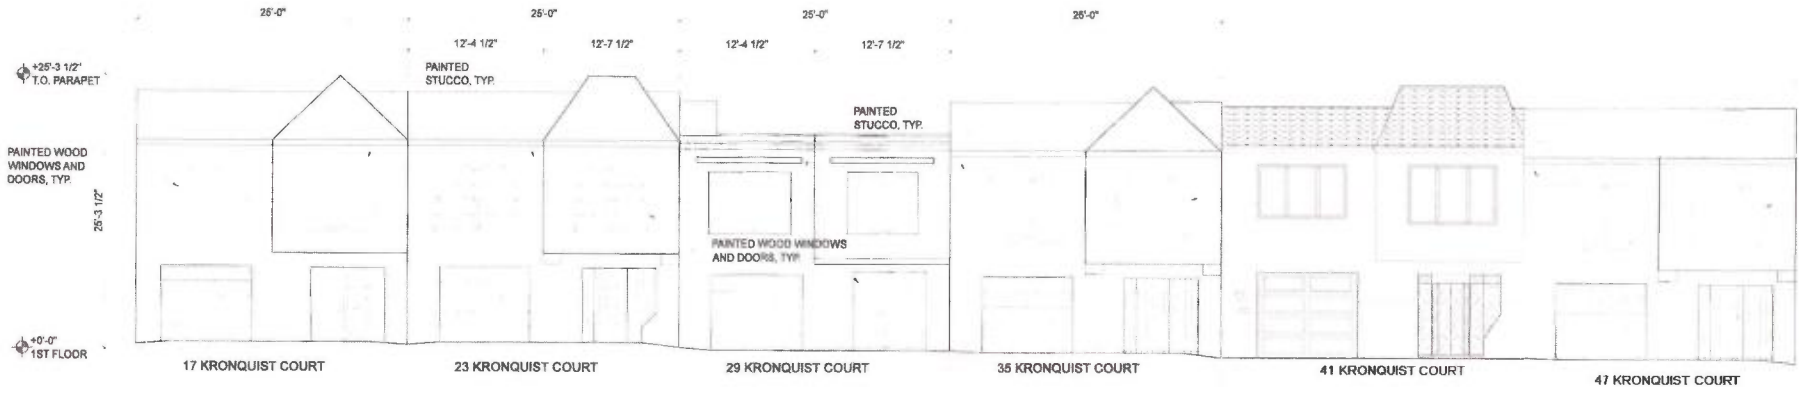 25'-0"
25'-0"
25'-0"
25'-0"
12'-4 1/2"
12'-7 1/2"
12'-4 1/2"
12'-7 1/2"
+25'-3 1/2"
T.O. PARAPET
PAINTED
STUCCO, TYP.
PAINTED
STUCCO, TYP.
PAINTED WOOD
WINDOWS AND
DOORS, TYP.
25'-3 1/2"
PAINTED WOOD WINDOWS
AND DOORS, TYP.
+0'-0"
1ST FLOOR
17 KRONQUIST COURT
23 KRONQUIST COURT
29 KRONQUIST COURT
35 KRONQUIST COURT
41 KRONQUIST COURT
47 KRONQUIST COURT